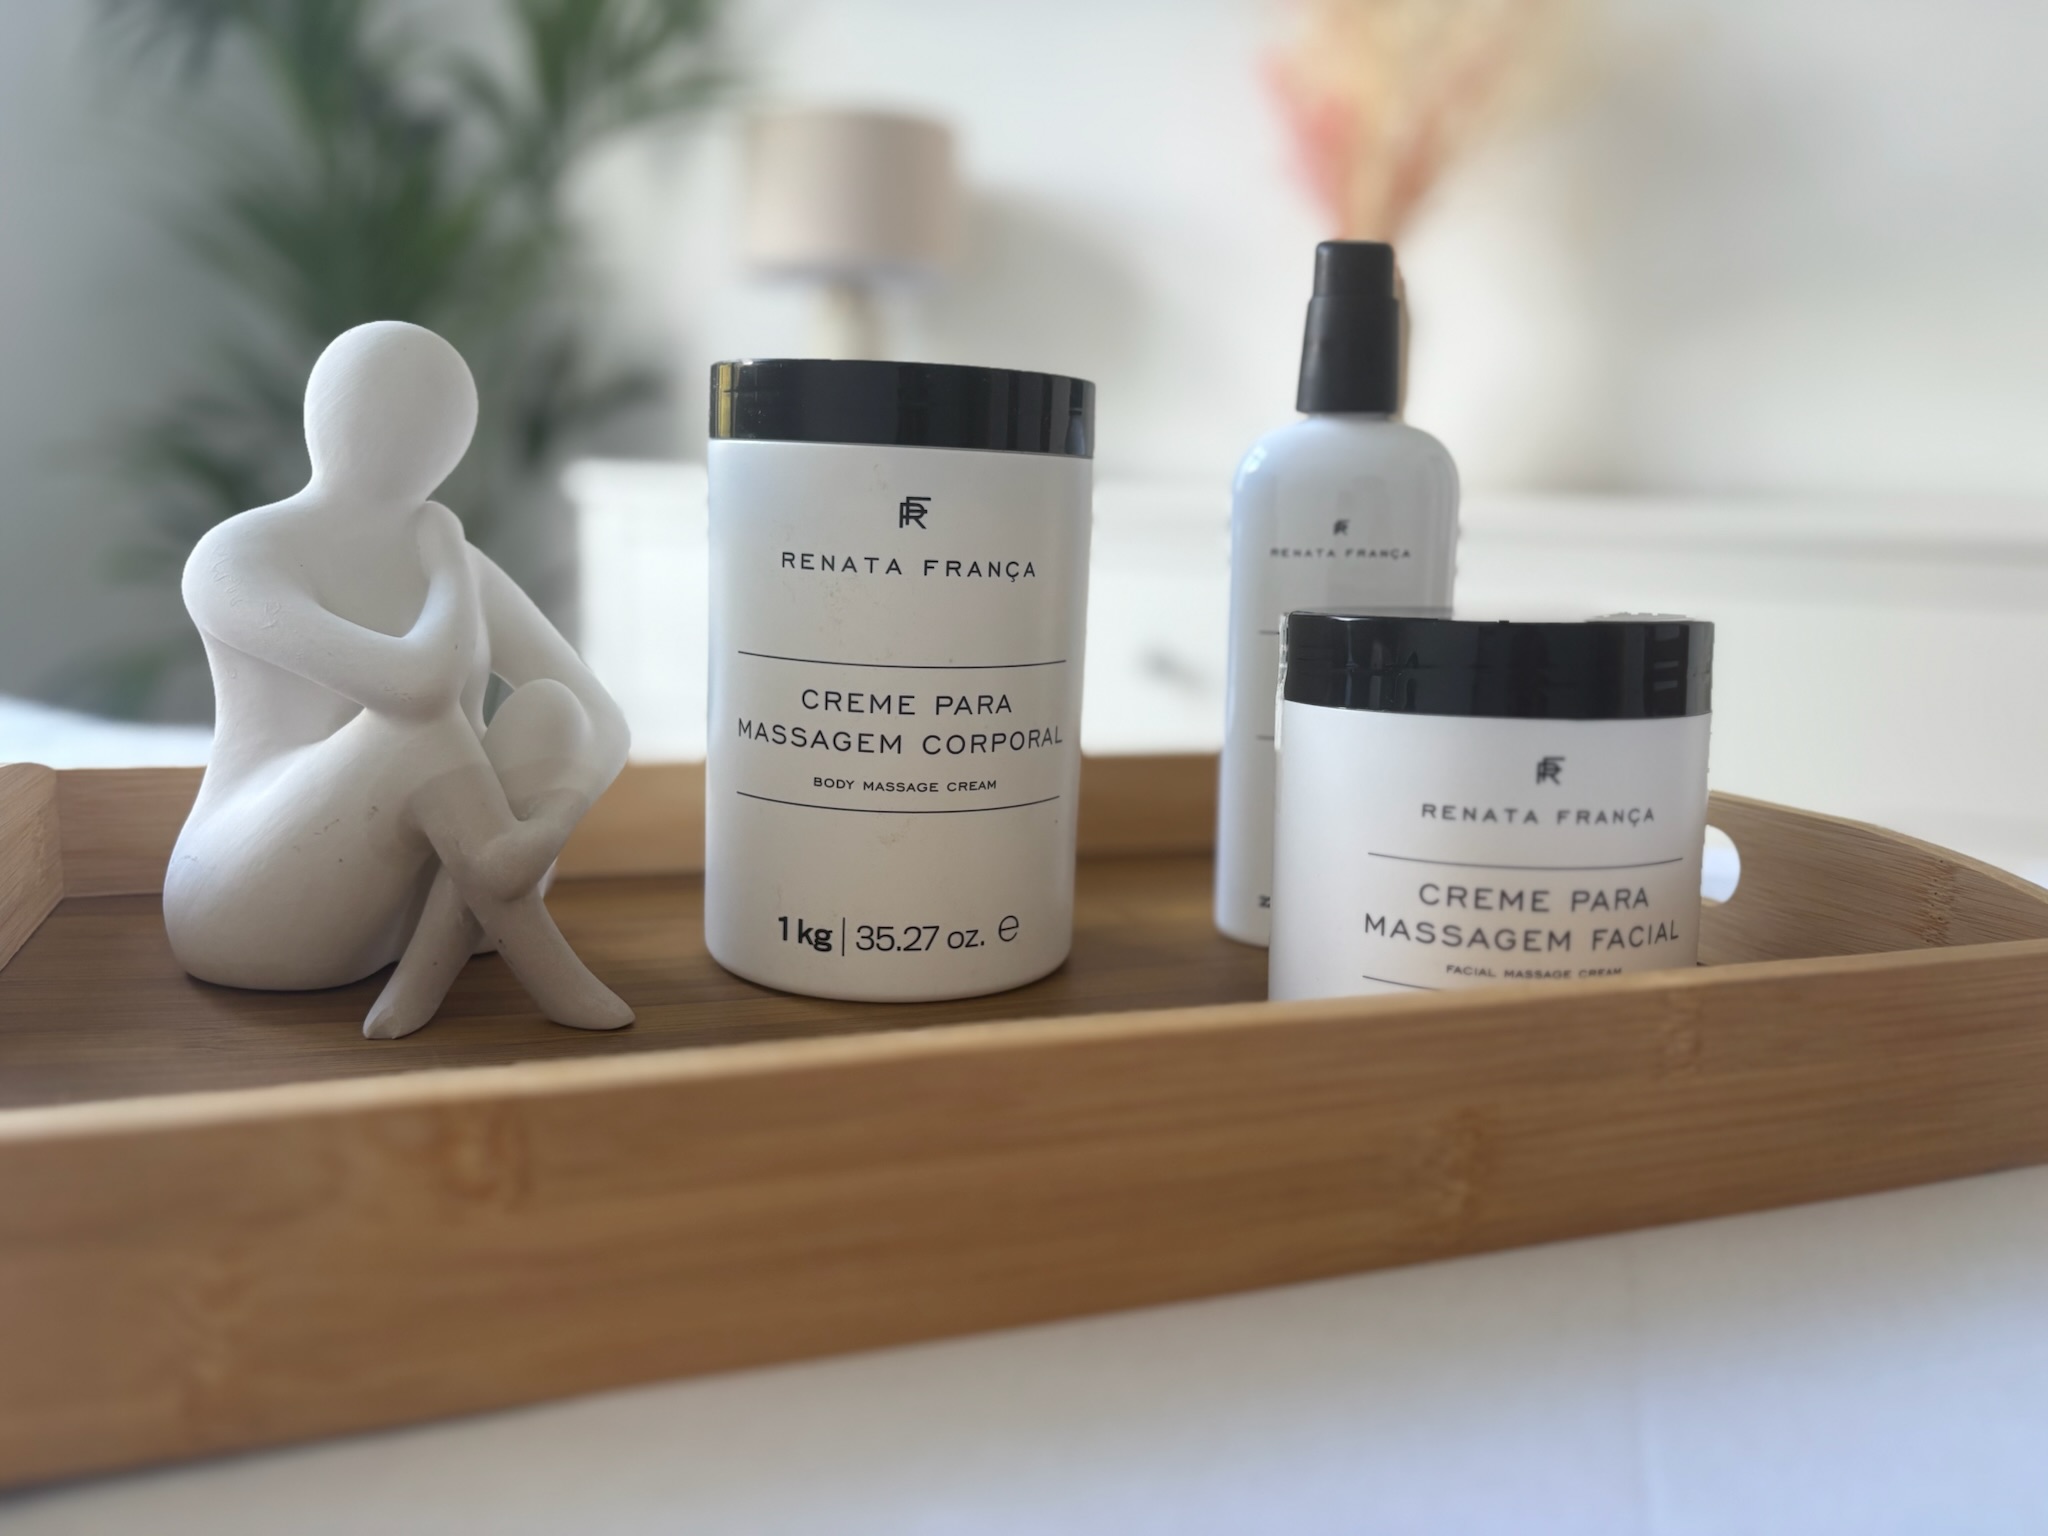 RF
RENATA FRANÇA
CREME PARA
MASSAGEM CORPORAL
BODY MASSAGE CREAM
1 kg | 35.27 oz. ℮
RF
RENATA FRANÇA
RF
RENATA FRANÇA
CREME PARA
MASSAGEM FACIAL
FACIAL MASSAGE CREAM